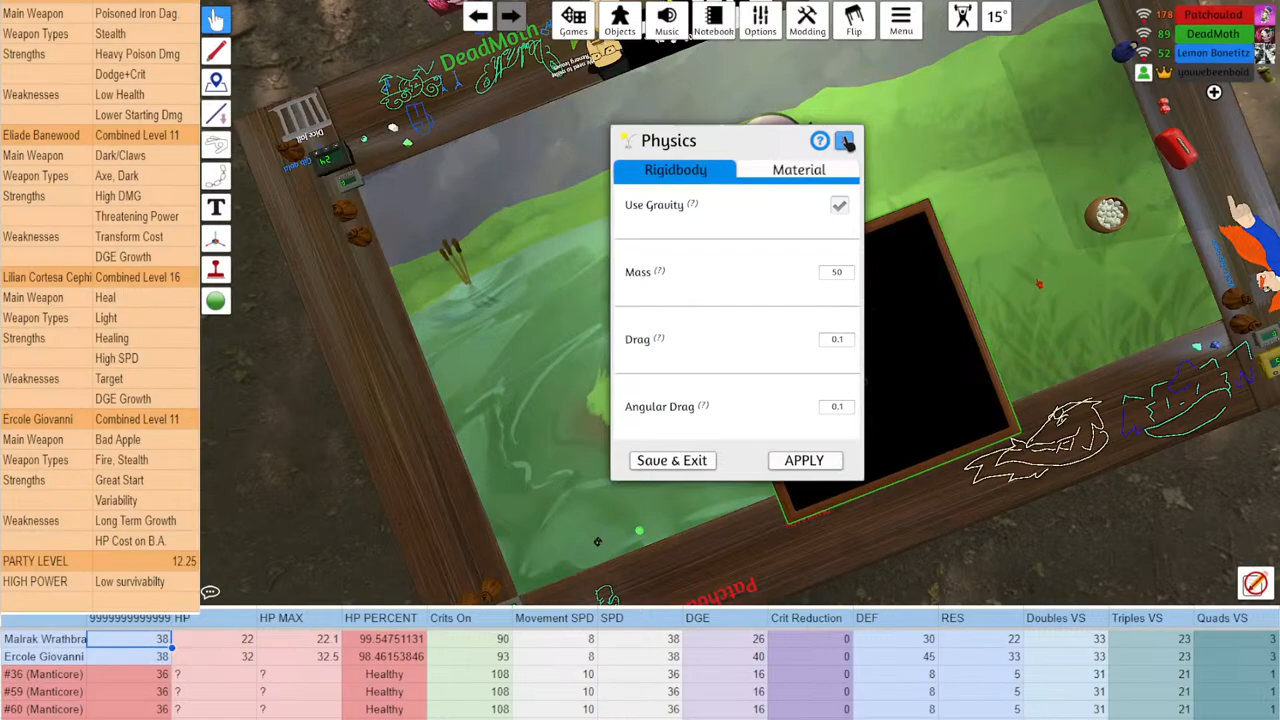 Main Weapon Poisoned Iron Dag.
Weapon Types Stealth
Strengths Heavy Poison Dmg
Dodge+Crit
Weaknesses Low Health
Lower Starting Dmg
Eliade Banewood Combined Level 11
Main Weapon Dark/Claws
Weapon Types Axe, Dark
Strengths High DMG
Threatening Power
Weaknesses Transform Cost
DGE Growth
Lilian Cortesa Cephi Combined Level 16
Main Weapon Heal
Weapon Types Light
Strengths Healing
High SPD
Weaknesses Target
DGE Growth
Ercole Giovanni Combined Level 11
Main Weapon Bad Apple
Weapon Types Fire, Stealth
Strengths Great Start
Variability
Weaknesses Long Term Growth
HP Cost on B.A.
PARTY LEVEL 12.25
HIGH POWER Low survivabilty
Games Objects Music Notebook Options Modding Flip Menu 15°
178 Patchoulad
89 DeadMoth
52 Lemon Bonetitz
youvebeenboid
T
DeadMoth
Dice Jail
Physics ?
Rigidbody Material
Use Gravity (?)
Mass (?) 50
Drag (?) 0.1
Angular Drag (?) 0.1
Save & Exit APPLY
Patchou
9999999999999 HP HP MAX HP PERCENT Crits On Movement SPD SPD DGE Crit Reduction DEF RES Doubles VS Triples VS Quads VS
Malrak Wrathbra 38 22 22.1 99.54751131 90 8 38 26 0 30 22 33 23 3
Ercole Giovanni 38 32 32.5 98.46153846 93 8 38 40 0 45 33 33 23 3
#36 (Manticore) 36 ? ? Healthy 108 10 36 16 0 8 5 31 21 1
#59 (Manticore) 36 ? ? Healthy 108 10 36 16 0 8 5 31 21 1
#60 (Manticore) 36 ? ? Healthy 108 10 36 16 0 8 5 31 21 1